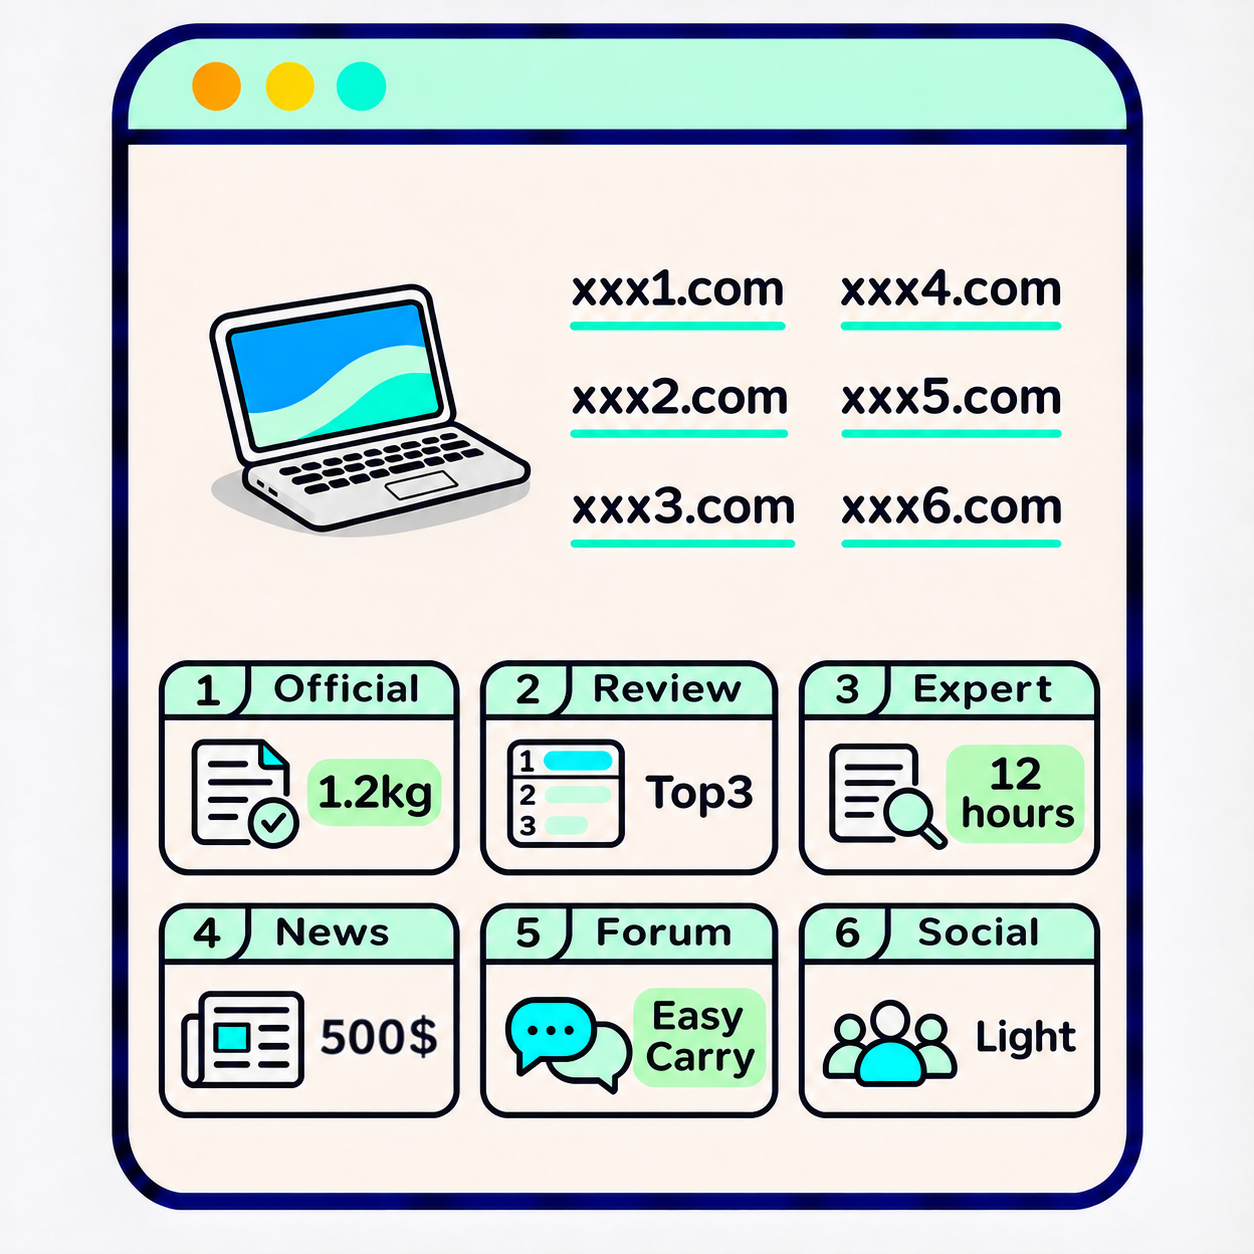 xxx1.com
xxx4.com
xxx2.com
xxx5.com
xxx3.com
xxx6.com
1 Official
1.2kg
2 Review
1
2
3
Top3
3 Expert
12
hours
4 News
500$
5 Forum
Easy
Carry
6 Social
Light